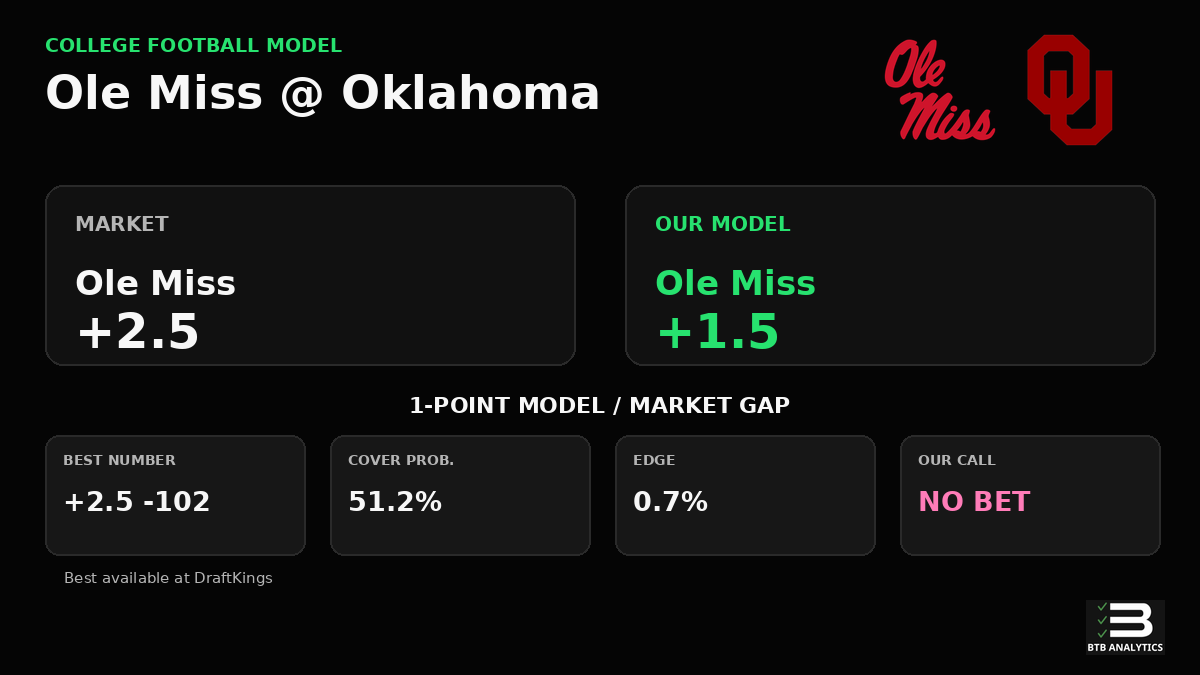 COLLEGE FOOTBALL MODEL
Ole Miss @ Oklahoma
Ole
Miss
OU
MARKET
Ole Miss
+2.5
OUR MODEL
Ole Miss
+1.5
1-POINT MODEL / MARKET GAP
BEST NUMBER
+2.5 -102
COVER PROB.
51.2%
EDGE
0.7%
OUR CALL
NO BET
Best available at DraftKings
B
BTB ANALYTICS